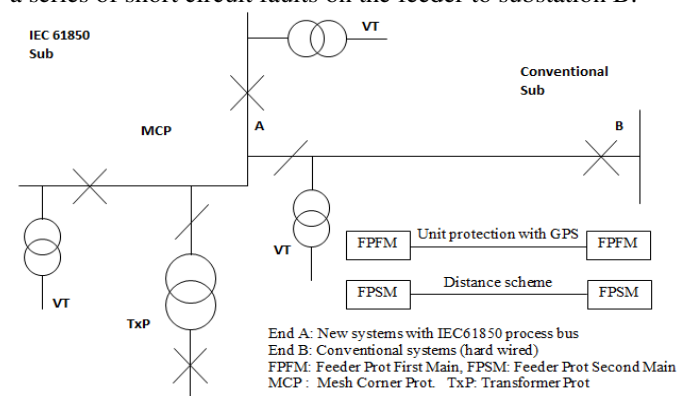 a series of short circuit faults on the feeder to substation B.
IEC 61850
Sub
VT
Conventional
Sub
MCP
A
B
VT
VT
TxP
FPFM
Unit protection with GPS
FPFM
FPSM
Distance scheme
FPSM
End A: New systems with IEC61850 process bus
End B: Conventional systems (hard wired)
FPFM: Feeder Prot First Main, FPSM: Feeder Prot Second Main
MCP : Mesh Corner Prot. TxP: Transformer Prot